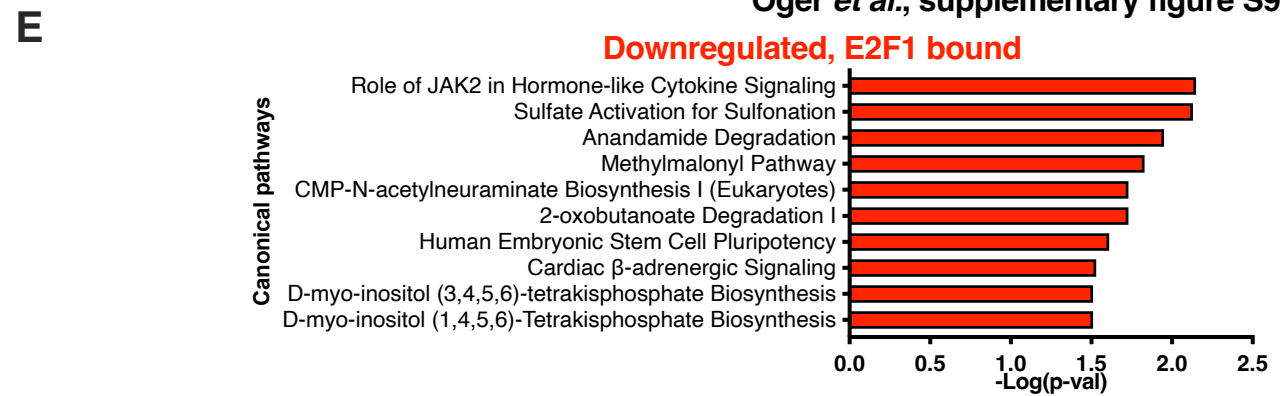 Oger et al., supplementary figure S9
E
Downregulated, E2F1 bound
Canonical pathways
Role of JAK2 in Hormone-like Cytokine Signaling
Sulfate Activation for Sulfonation
Anandamide Degradation
Methylmalonyl Pathway
CMP-N-acetylneuraminate Biosynthesis I (Eukaryotes)
2-oxobutanoate Degradation I
Human Embryonic Stem Cell Pluripotency
Cardiac β-adrenergic Signaling
D-myo-inositol (3,4,5,6)-tetrakisphosphate Biosynthesis
D-myo-inositol (1,4,5,6)-Tetrakisphosphate Biosynthesis
0.0 0.5 1.0 1.5 2.0 2.5
-Log(p-val)